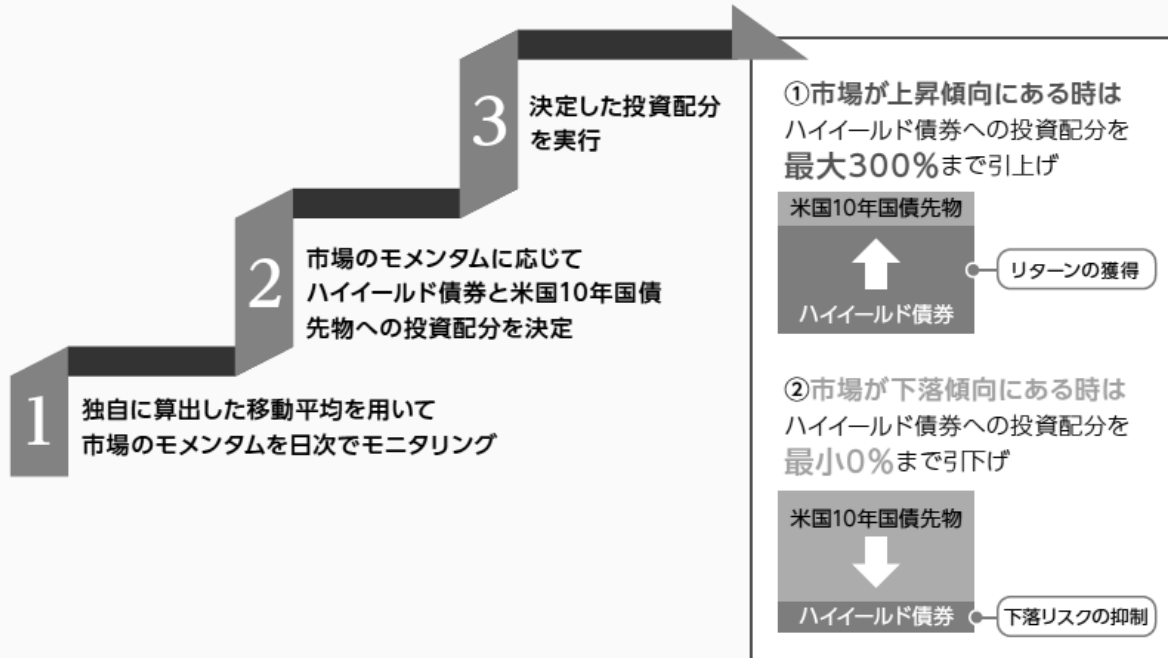 1
独自に算出した移動平均を用いて
市場のモメンタムを日次でモニタリング
2
市場のモメンタムに応じて
ハイイールド債券と米国10年国債
先物への投資配分を決定
3
決定した投資配分
を実行
①市場が上昇傾向にある時は
ハイイールド債券への投資配分を
最大300%まで引上げ
米国10年国債先物
ハイイールド債券
リターンの獲得
②市場が下落傾向にある時は
ハイイールド債券への投資配分を
最小0%まで引下げ
米国10年国債先物
ハイイールド債券
下落リスクの抑制